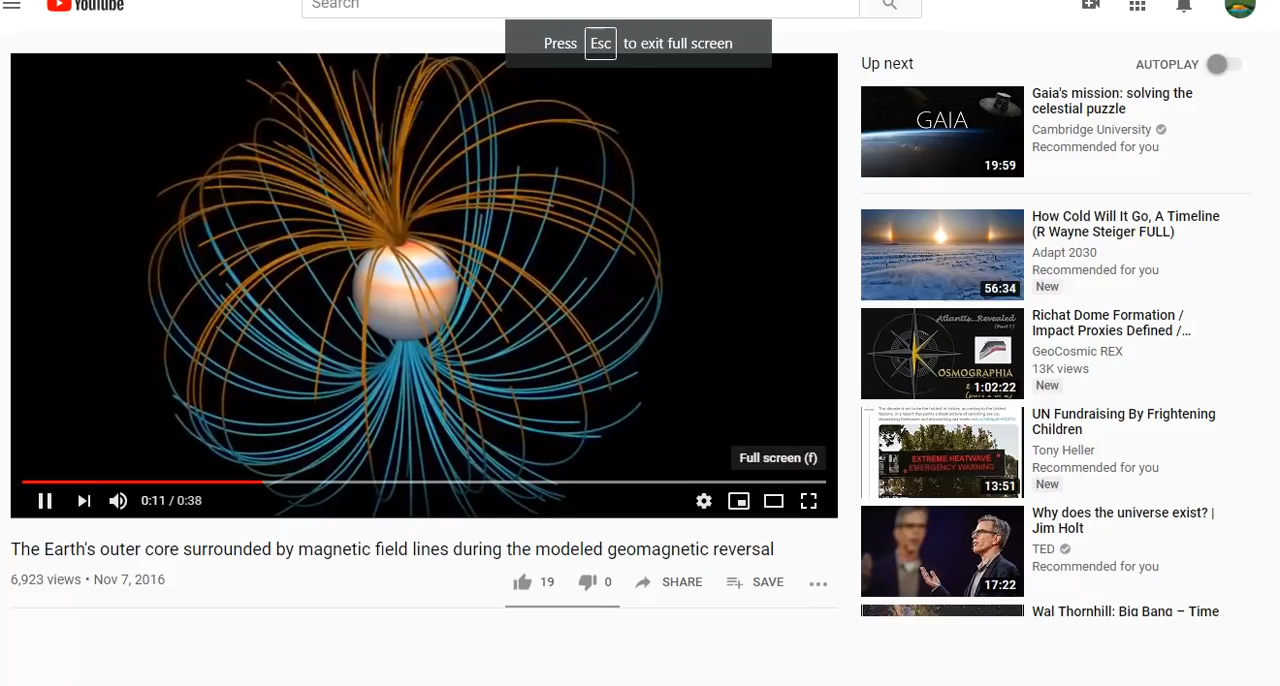 YouTube
Search
Press Esc to exit full screen
Full screen (f)
0:11 / 0:38
The Earth's outer core surrounded by magnetic field lines during the modeled geomagnetic reversal
6,923 views • Nov 7, 2016
19 0 SHARE SAVE
Up next
AUTOPLAY
GAIA
19:59
Gaia's mission: solving the
celestial puzzle
Cambridge University
Recommended for you
56:34
How Cold Will It Go, A Timeline
(R Wayne Steiger FULL)
Adapt 2030
Recommended for you
New
Atlantis...Revealed
(Part 7)
OSMOGRAPHIA
1:02:22
Richat Dome Formation /
Impact Proxies Defined /...
GeoCosmic REX
13K views
New
EXTREME HEATWAVE
EMERGENCY WARNING
13:51
UN Fundraising By Frightening
Children
Tony Heller
Recommended for you
New
17:22
Why does the universe exist? |
Jim Holt
TED
Recommended for you
Wal Thornhill: Big Bang – Time